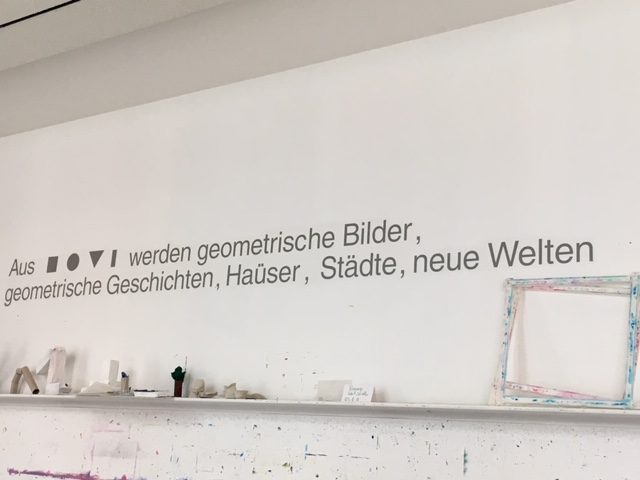 Aus ■ ● ▼ ❙ werden geometrische Bilder,
geometrische Geschichten, Haüser, Städte, neue Welten